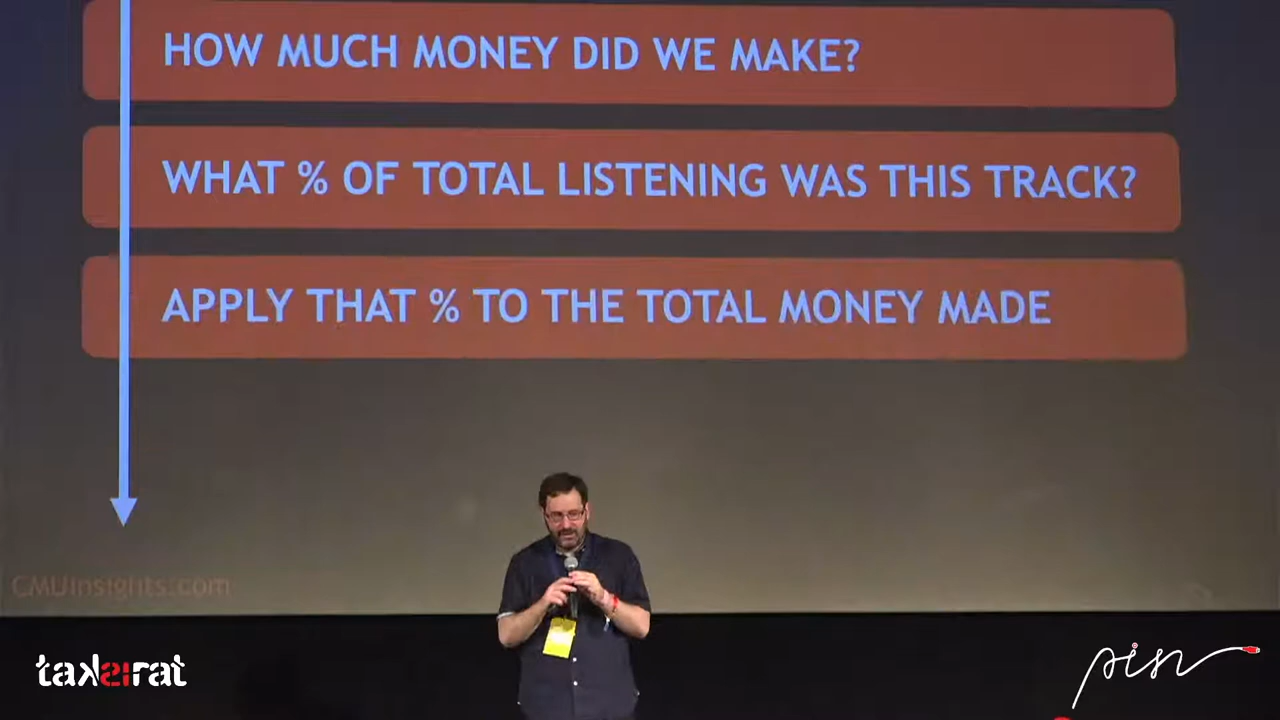 HOW MUCH MONEY DID WE MAKE?
WHAT % OF TOTAL LISTENING WAS THIS TRACK?
APPLY THAT % TO THE TOTAL MONEY MADE
CMUinsights.com
takeirat
pin